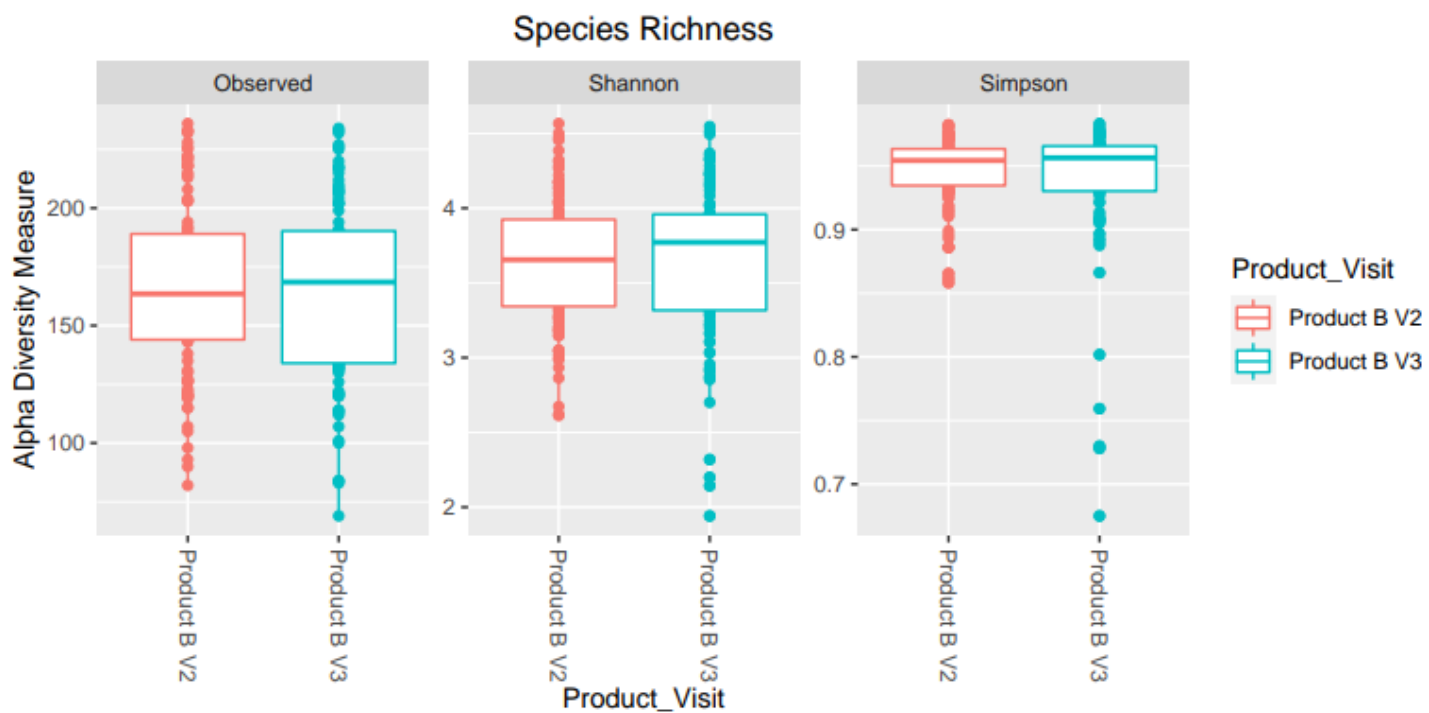 Species Richness
Observed
Shannon
Simpson
Alpha Diversity Measure
200
150
100
4
3
2
0.9
0.8
0.7
Product B V2
Product B V3
Product B V2
Product B V3
Product B V2
Product B V3
Product_Visit
Product_Visit
Product B V2
Product B V3